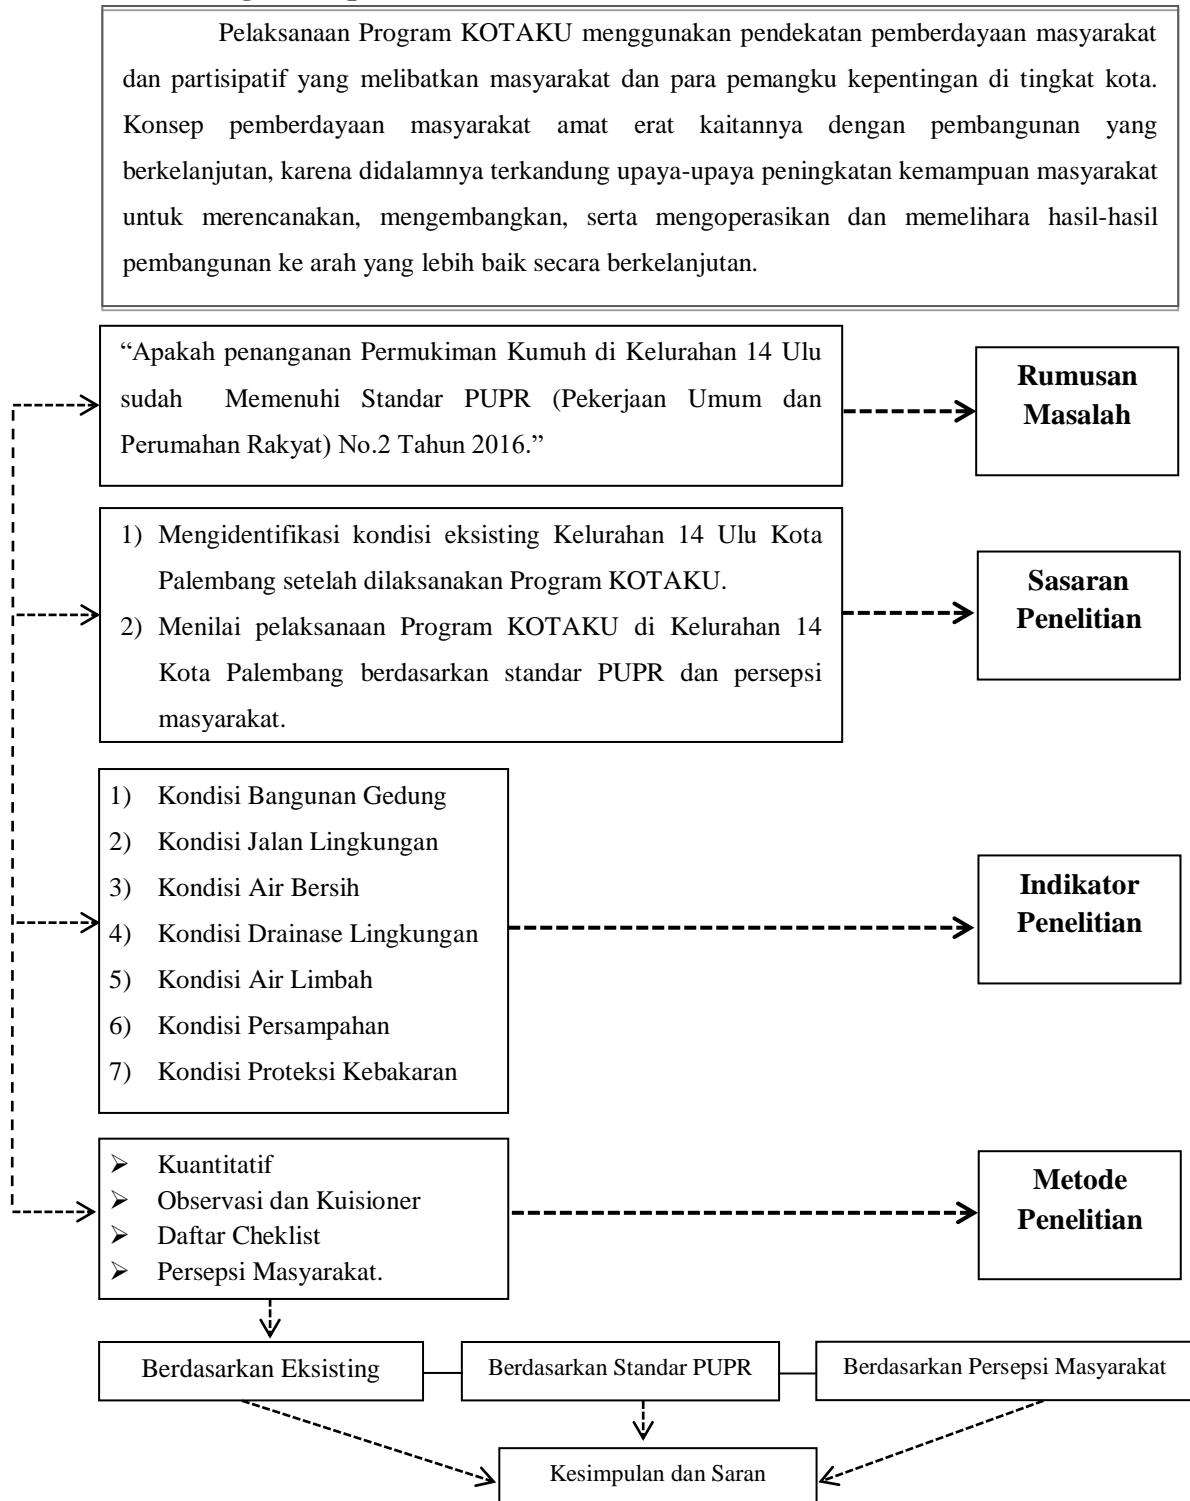 Pelaksanaan Program KOTAKU menggunakan pendekatan pemberdayaan masyarakat
dan partisipatif yang melibatkan masyarakat dan para pemangku kepentingan di tingkat kota.
Konsep pemberdayaan masyarakat amat erat kaitannya dengan pembangunan yang
berkelanjutan, karena didalamnya terkandung upaya-upaya peningkatan kemampuan masyarakat
untuk merencanakan, mengembangkan, serta mengoperasikan dan memelihara hasil-hasil
pembangunan ke arah yang lebih baik secara berkelanjutan.
“Apakah penanganan Permukiman Kumuh di Kelurahan 14 Ulu
sudah Memenuhi Standar PUPR (Pekerjaan Umum dan
Perumahan Rakyat) No.2 Tahun 2016.”
Rumusan
Masalah
1) Mengidentifikasi kondisi eksisting Kelurahan 14 Ulu Kota
Palembang setelah dilaksanakan Program KOTAKU.
2) Menilai pelaksanaan Program KOTAKU di Kelurahan 14
Kota Palembang berdasarkan standar PUPR dan persepsi
masyarakat.
Sasaran
Penelitian
1) Kondisi Bangunan Gedung
2) Kondisi Jalan Lingkungan
3) Kondisi Air Bersih
4) Kondisi Drainase Lingkungan
5) Kondisi Air Limbah
6) Kondisi Persampahan
7) Kondisi Proteksi Kebakaran
Indikator
Penelitian
➢ Kuantitatif
➢ Observasi dan Kuisioner
➢ Daftar Cheklist
➢ Persepsi Masyarakat.
Metode
Penelitian
Berdasarkan Eksisting
Berdasarkan Standar PUPR
Berdasarkan Persepsi Masyarakat
Kesimpulan dan Saran